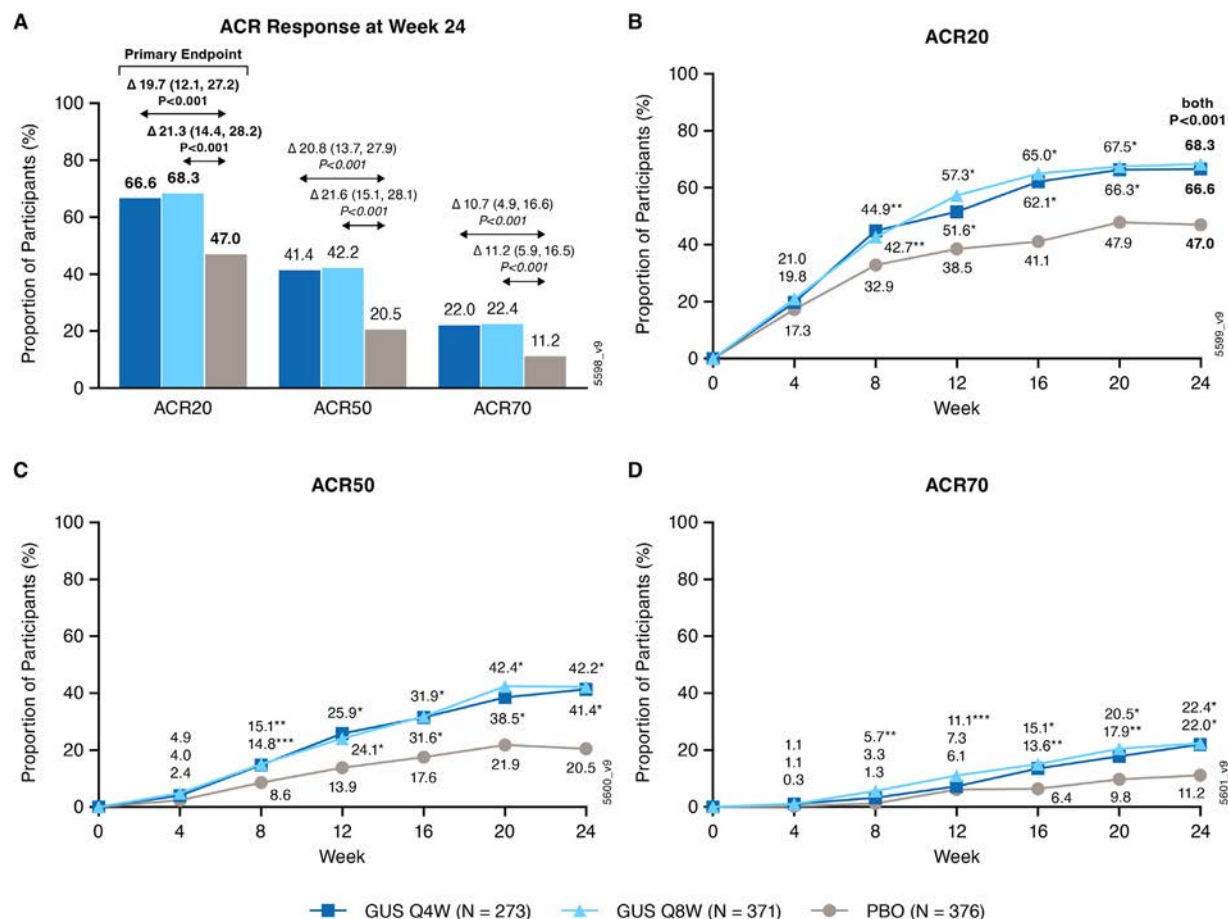 A
ACR Response at Week 24
Primary Endpoint
Δ 19.7 (12.1, 27.2)
P<0.001
Δ 21.3 (14.4, 28.2)
P<0.001
Δ 20.8 (13.7, 27.9)
P<0.001
Δ 21.6 (15.1, 28.1)
P<0.001
Δ 10.7 (4.9, 16.6)
P<0.001
Δ 11.2 (5.9, 16.5)
P<0.001
Proportion of Participants (%)
100
80
60
40
20
0
66.6 68.3 47.0
41.4 42.2 20.5
22.0 22.4 11.2
ACR20 ACR50 ACR70
5598_v9
B
ACR20
Proportion of Participants (%)
100
80
60
40
20
0
both
P<0.001
21.0
19.8
17.3
44.9**
42.7**
32.9
57.3*
51.6*
38.5
65.0*
62.1*
41.1
67.5*
66.3*
47.9
68.3
66.6
47.0
0 4 8 12 16 20 24
Week
5599_v9
C
ACR50
Proportion of Participants (%)
100
80
60
40
20
0
4.9
4.0
2.4
15.1**
14.8***
8.6
25.9*
24.1*
13.9
31.9*
31.6*
17.6
42.4*
38.5*
21.9
42.2*
41.4*
20.5
0 4 8 12 16 20 24
Week
5600_v9
D
ACR70
Proportion of Participants (%)
100
80
60
40
20
0
1.1
1.1
0.3
5.7**
3.3
1.3
11.1***
7.3
6.1
15.1*
13.6**
6.4
20.5*
17.9**
9.8
22.4*
22.0*
11.2
0 4 8 12 16 20 24
Week
5601_v9
GUS Q4W (N = 273) GUS Q8W (N = 371) PBO (N = 376)